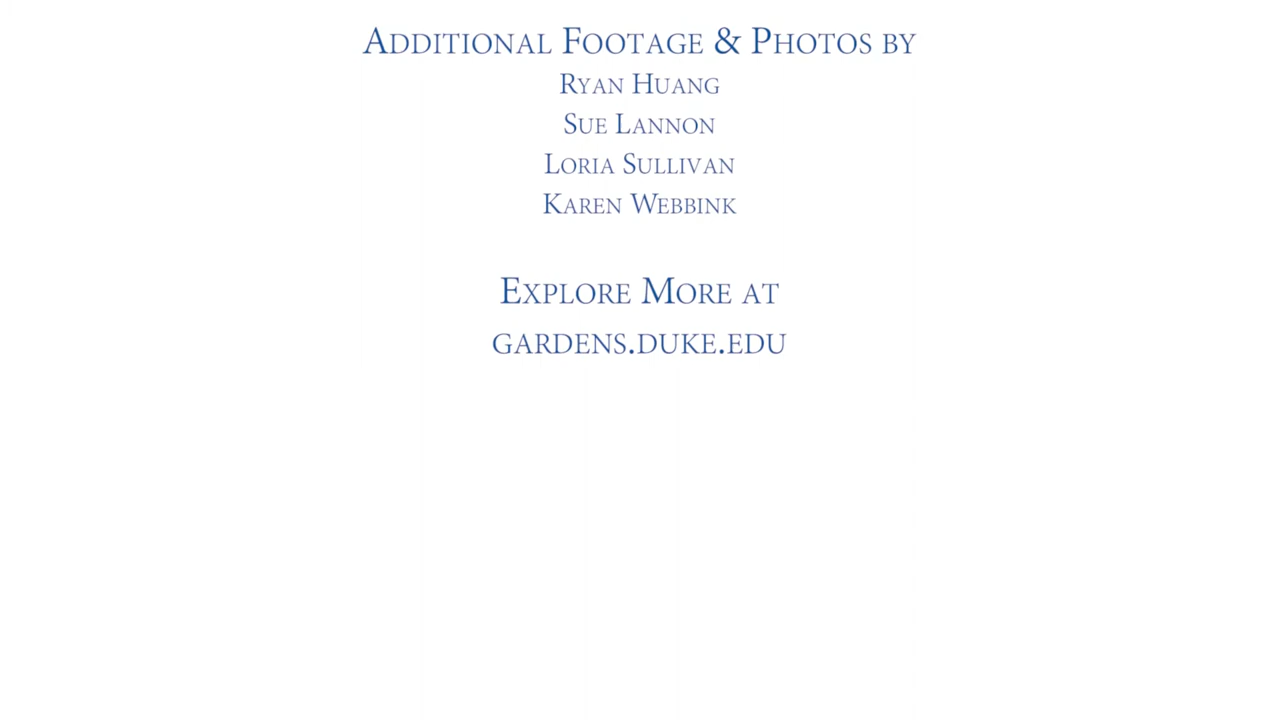 Additional Footage & Photos by
Ryan Huang
Sue Lannon
Loria Sullivan
Karen Webbink
Explore More at
gardens.duke.edu